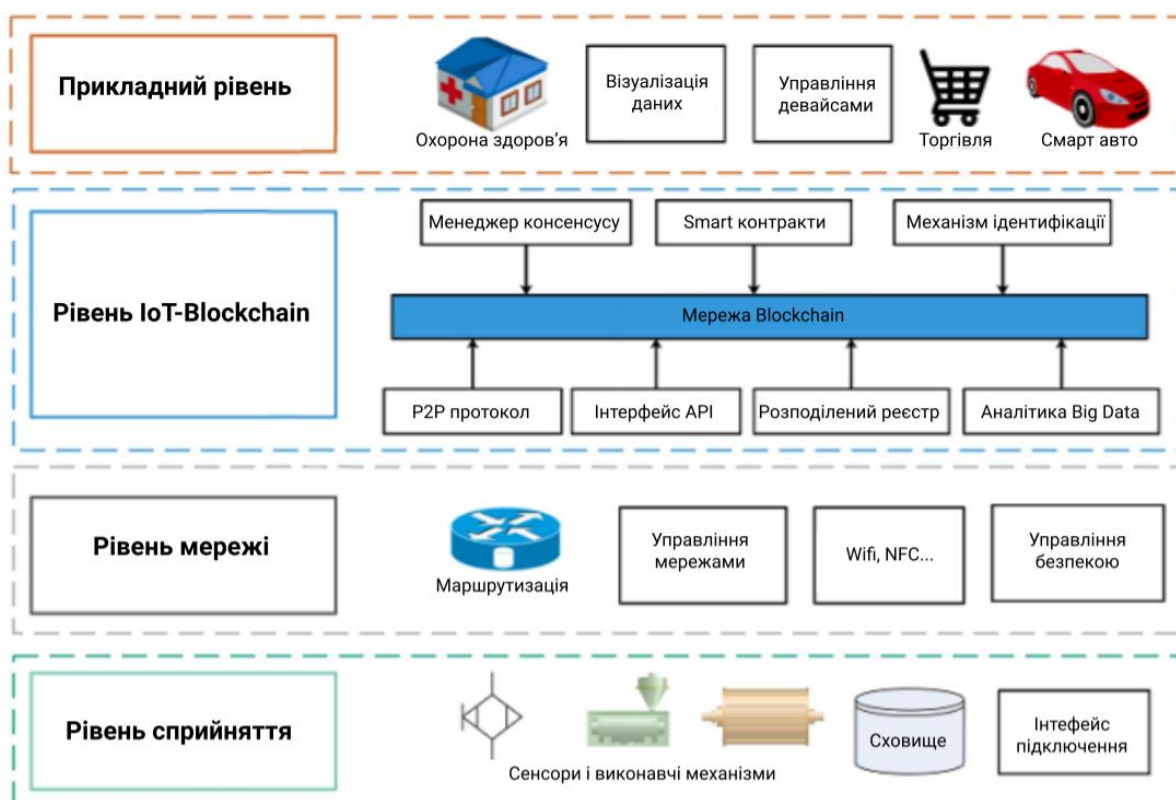 Прикладний рівень
Охорона здоров’я
Візуалізація
даних
Управління
девайсами
Торгівля
Смарт авто
Рівень IoT-Blockchain
Менеджер консенсусу
Smart контракти
Механізм ідентифікації
Мережа Blockchain
P2P протокол
Інтерфейс API
Розподілений реєстр
Аналітика Big Data
Рівень мережі
Маршрутизація
Управління
мережами
Wifi, NFC...
Управління
безпекою
Рівень сприйняття
Сенсори і виконавчі механізми
Сховище
Інтефейс
підключення